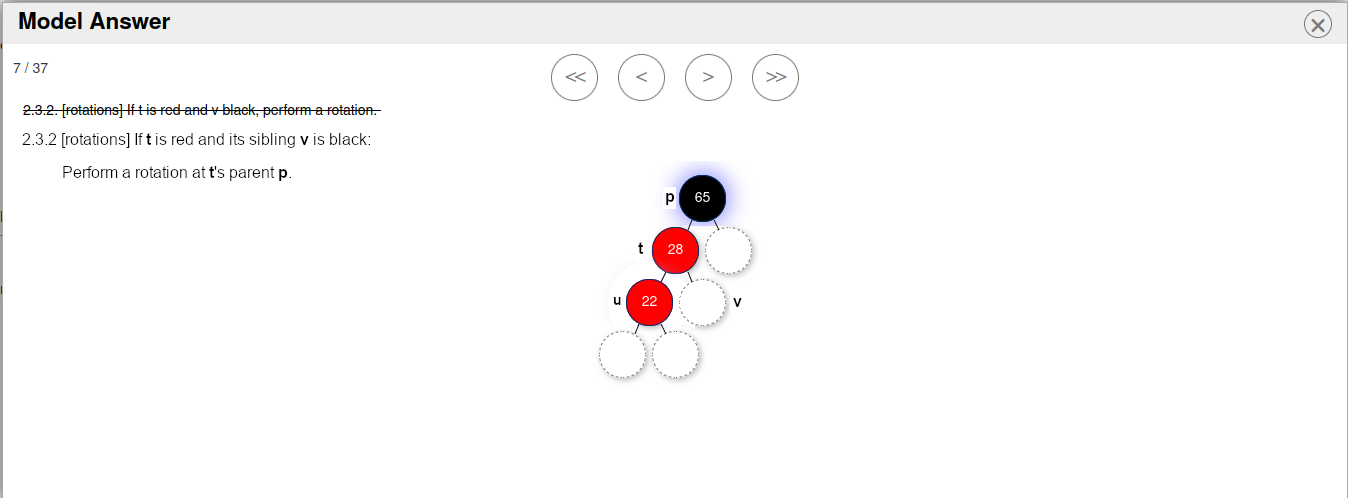 Model Answer
7 / 37
<< < > >>
2.3.2. [rotations] If t is red and v black, perform a rotation.
2.3.2 [rotations] If t is red and its sibling v is black:
Perform a rotation at t's parent p.
p 65
t 28
u 22 v